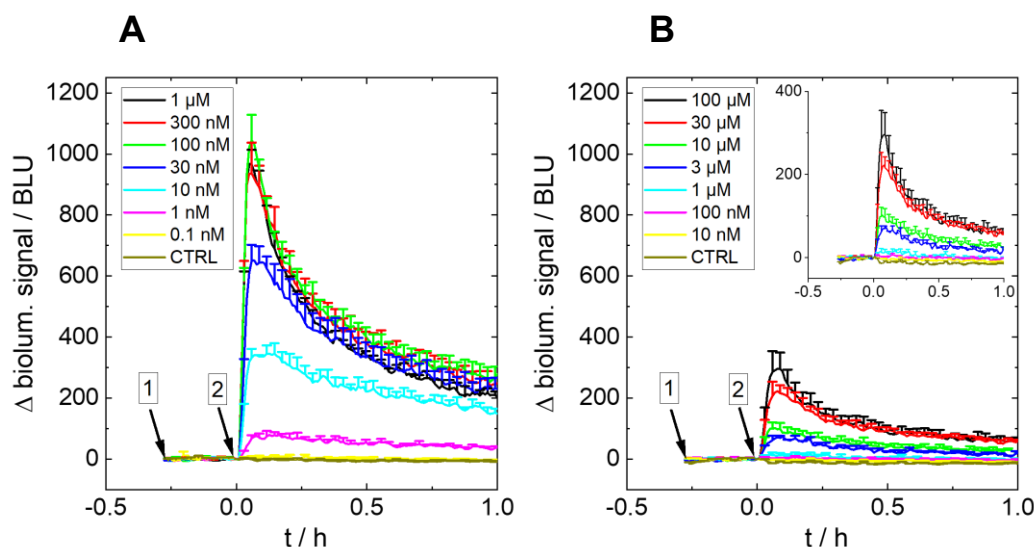 A
B
Δ biolum. signal / BLU
1200
1000
800
600
400
200
0
1 µM
300 nM
100 nM
30 nM
10 nM
1 nM
0.1 nM
CTRL
1
2
-0.5
0.0
0.5
1.0
t / h
Δ biolum. signal / BLU
1200
1000
800
600
400
200
0
100 µM
30 µM
10 µM
3 µM
1 µM
100 nM
10 nM
CTRL
400
200
0
-0.5
0.0
0.5
1.0
1
2
-0.5
0.0
0.5
1.0
t / h